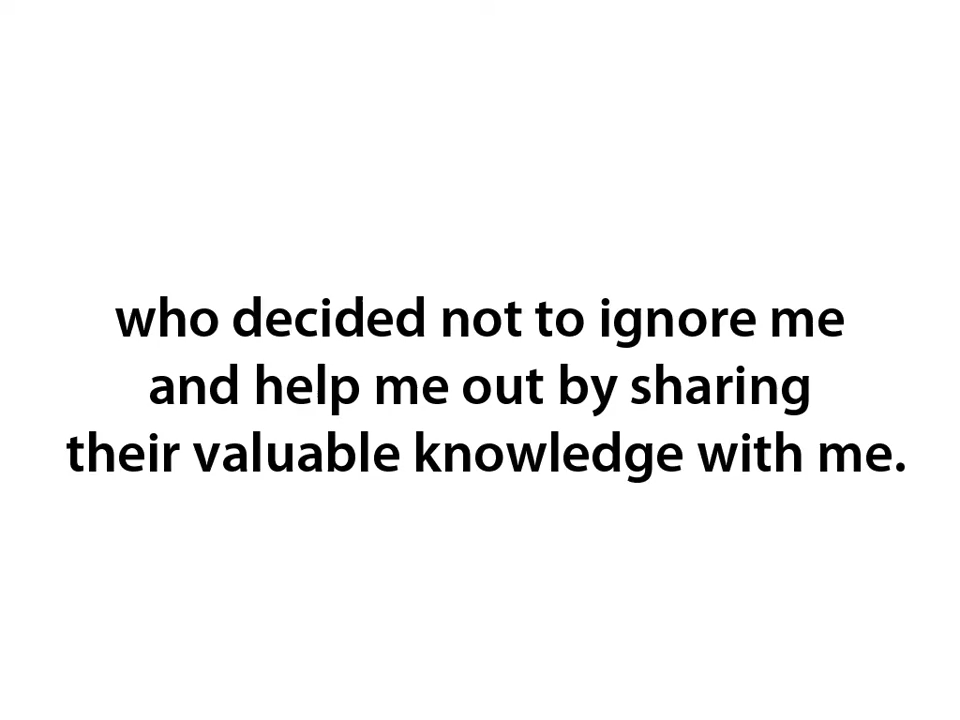 who decided not to ignore me
and help me out by sharing
their valuable knowledge with me.